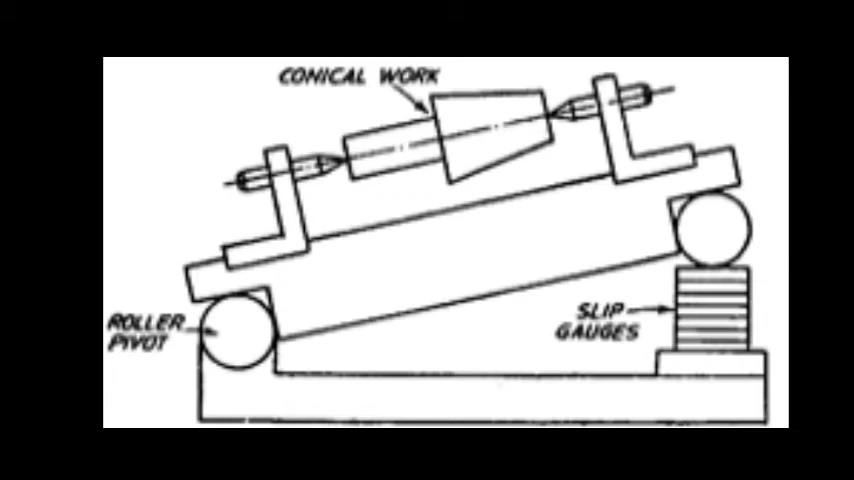 CONICAL WORK
ROLLER
PIVOT
SLIP
GAUGES